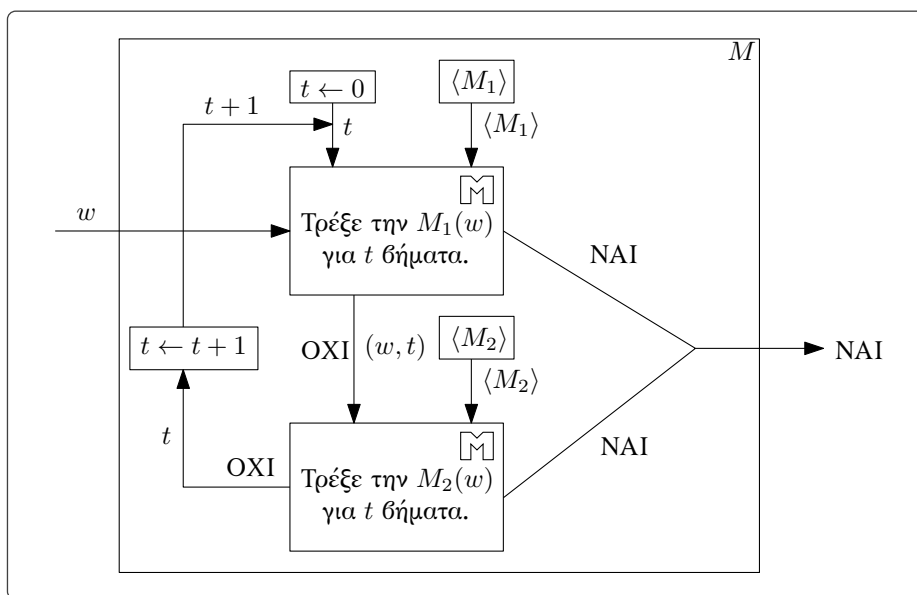 M
t ← 0
⟨M₁⟩
t + 1
t
⟨M₁⟩
w
Τρέξε την M₁(w)
για t βήματα.
ΝΑΙ
t ← t + 1
ΟΧΙ
(w, t)
⟨M₂⟩
ΝΑΙ
⟨M₂⟩
t
ΟΧΙ
ΝΑΙ
Τρέξε την M₂(w)
για t βήματα.